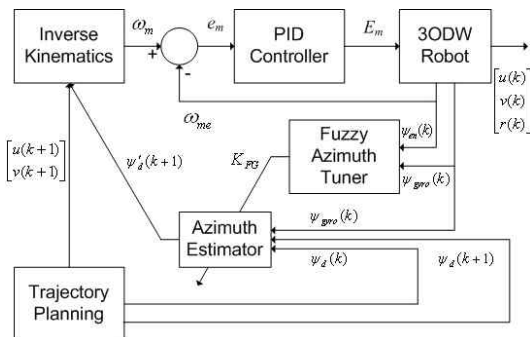 Inverse
Kinematics
ω_m
+
-
e_m
PID
Controller
E_m
3ODW
Robot
[u(k)
v(k)
r(k)]
ω_me
ψ_en(k)
Fuzzy
Azimuth
Tuner
K_FG
ψ_gyro(k)
[u(k+1)
v(k+1)]
ψ'_d(k+1)
Azimuth
Estimator
ψ_gyro(k)
ψ_d(k)
ψ_d(k+1)
Trajectory
Planning